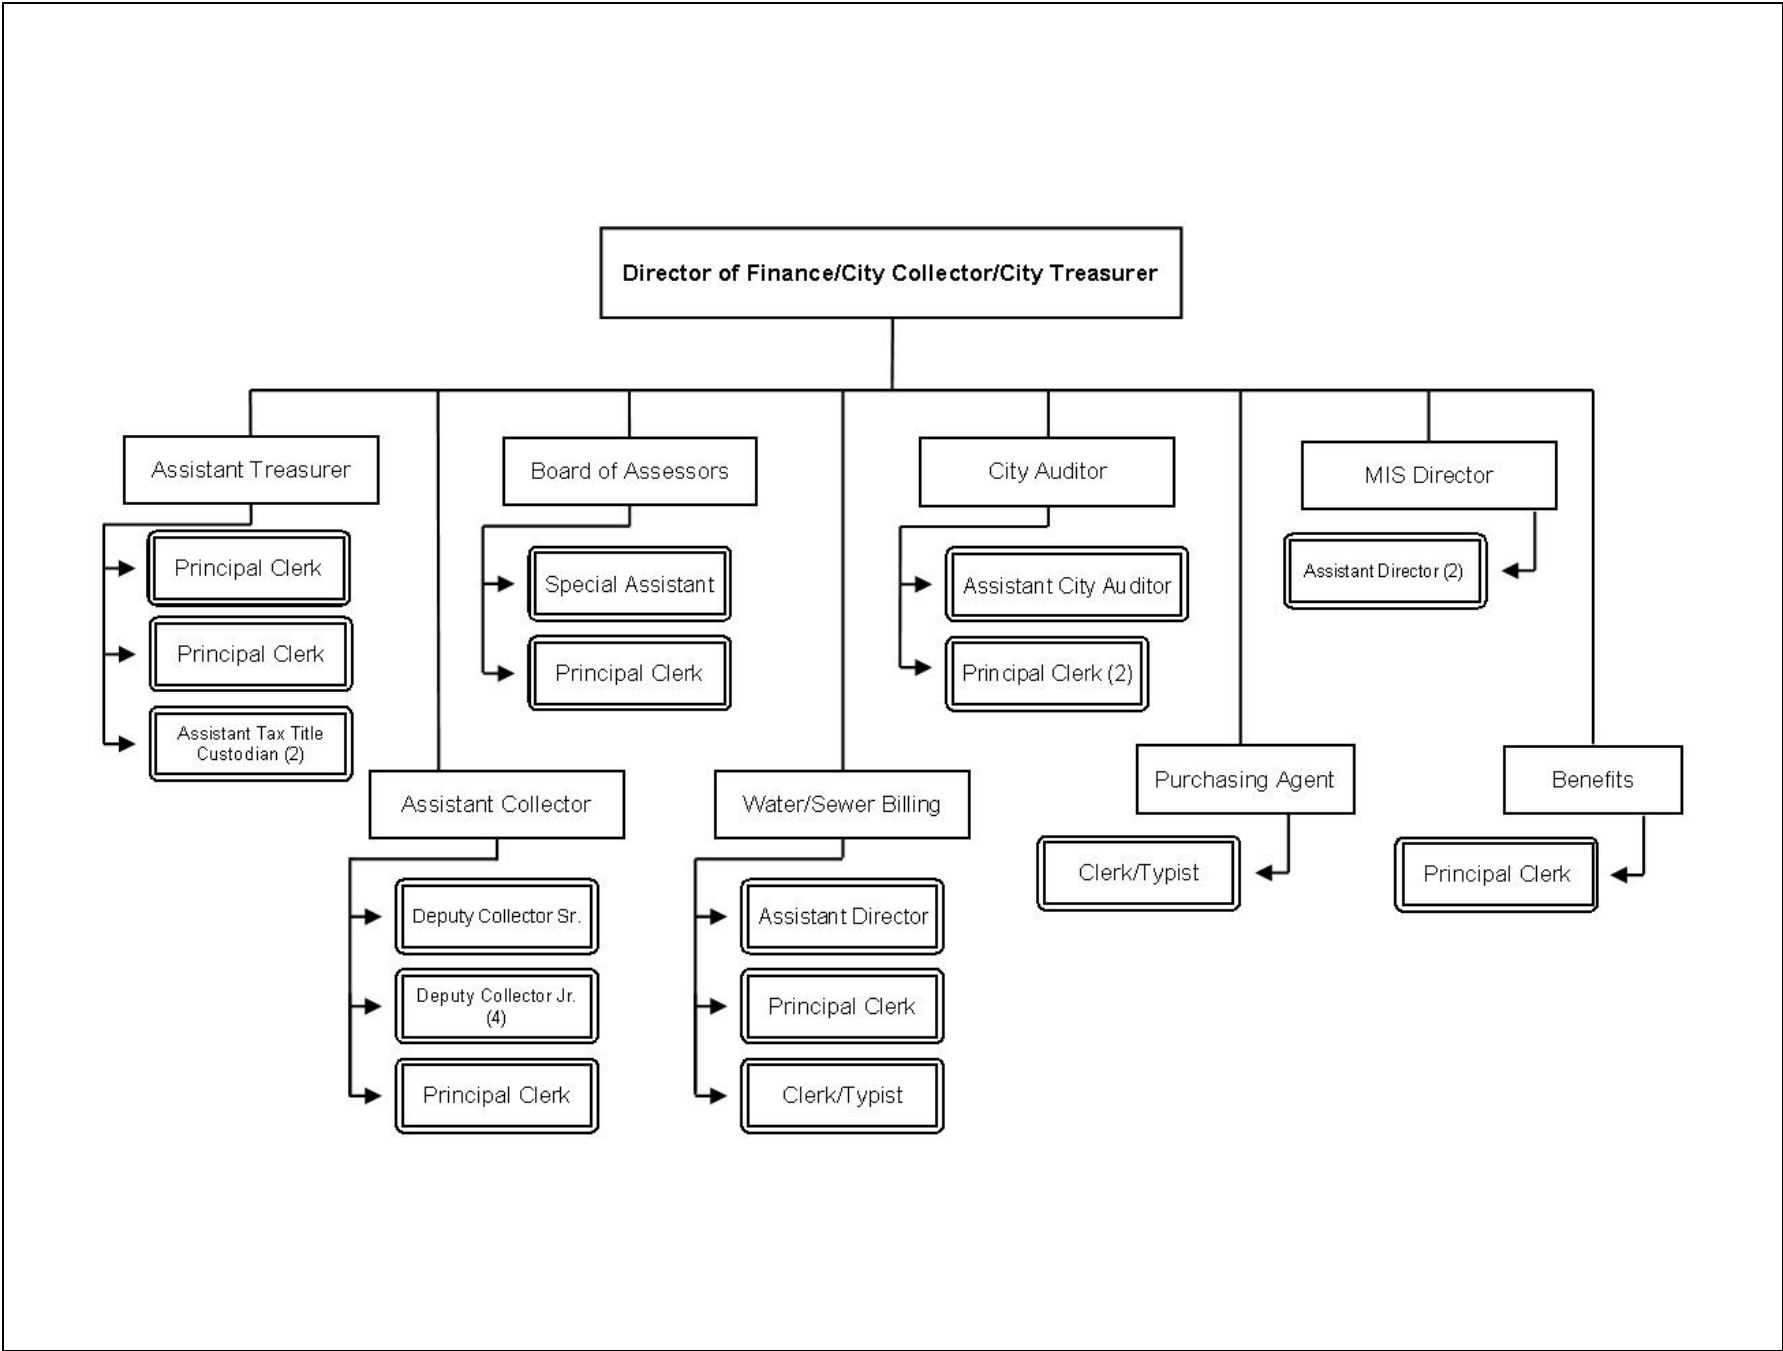 Director of Finance/City Collector/City Treasurer
Assistant Treasurer
Principal Clerk
Principal Clerk
Assistant Tax Title
Custodian (2)
Assistant Collector
Deputy Collector Sr.
Deputy Collector Jr.
(4)
Principal Clerk
Board of Assessors
Special Assistant
Principal Clerk
Water/Sewer Billing
Assistant Director
Principal Clerk
Clerk/Typist
City Auditor
Assistant City Auditor
Principal Clerk (2)
Purchasing Agent
Clerk/Typist
MIS Director
Assistant Director (2)
Benefits
Principal Clerk